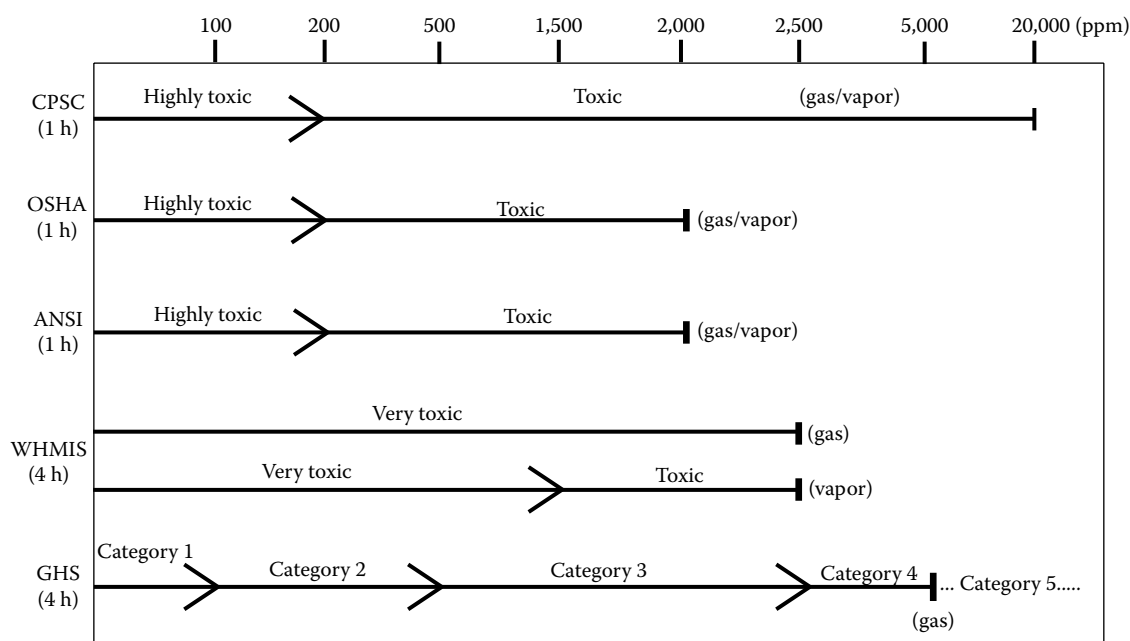 100 200 500 1,500 2,000 2,500 5,000 20,000 (ppm)
CPSC
(1 h)
Highly toxic Toxic (gas/vapor)
OSHA
(1 h)
Highly toxic Toxic (gas/vapor)
ANSI
(1 h)
Highly toxic Toxic (gas/vapor)
WHMIS
(4 h)
Very toxic (gas)
Very toxic Toxic (vapor)
GHS
(4 h)
Category 1 Category 2 Category 3 Category 4 ... Category 5.....
(gas)